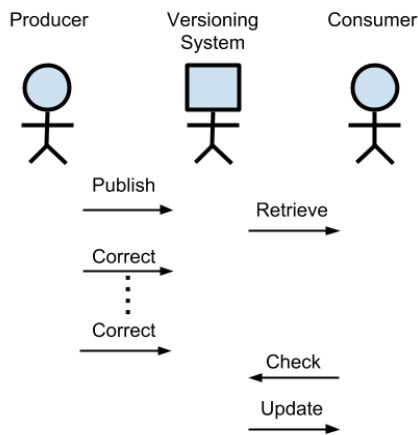 Producer
Versioning
System
Consumer
Publish
Retrieve
Correct
Correct
Check
Update